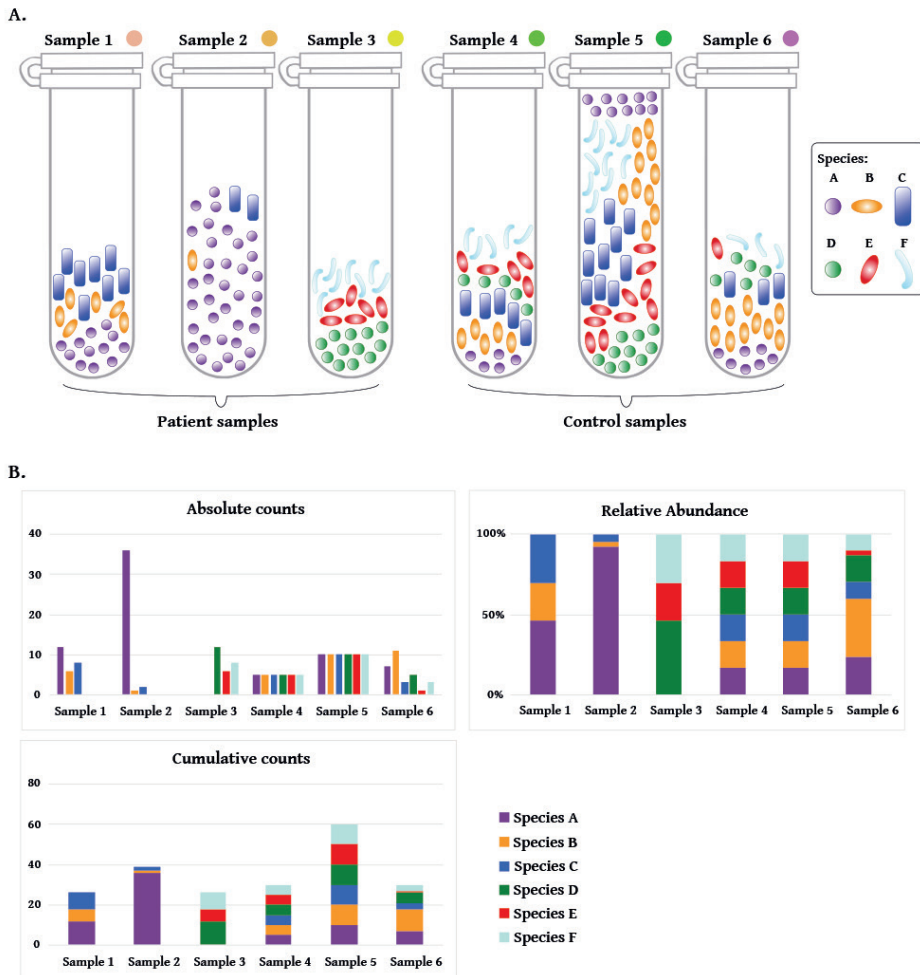 A.
Sample 1 Sample 2 Sample 3 Sample 4 Sample 5 Sample 6
Species:
A B C
D E F
Patient samples Control samples
B.
Absolute counts
40
30
20
10
0
Sample 1 Sample 2 Sample 3 Sample 4 Sample 5 Sample 6
Relative Abundance
100%
50%
0%
Sample 1 Sample 2 Sample 3 Sample 4 Sample 5 Sample 6
Cumulative counts
80
60
40
20
0
Sample 1 Sample 2 Sample 3 Sample 4 Sample 5 Sample 6
Species A
Species B
Species C
Species D
Species E
Species F